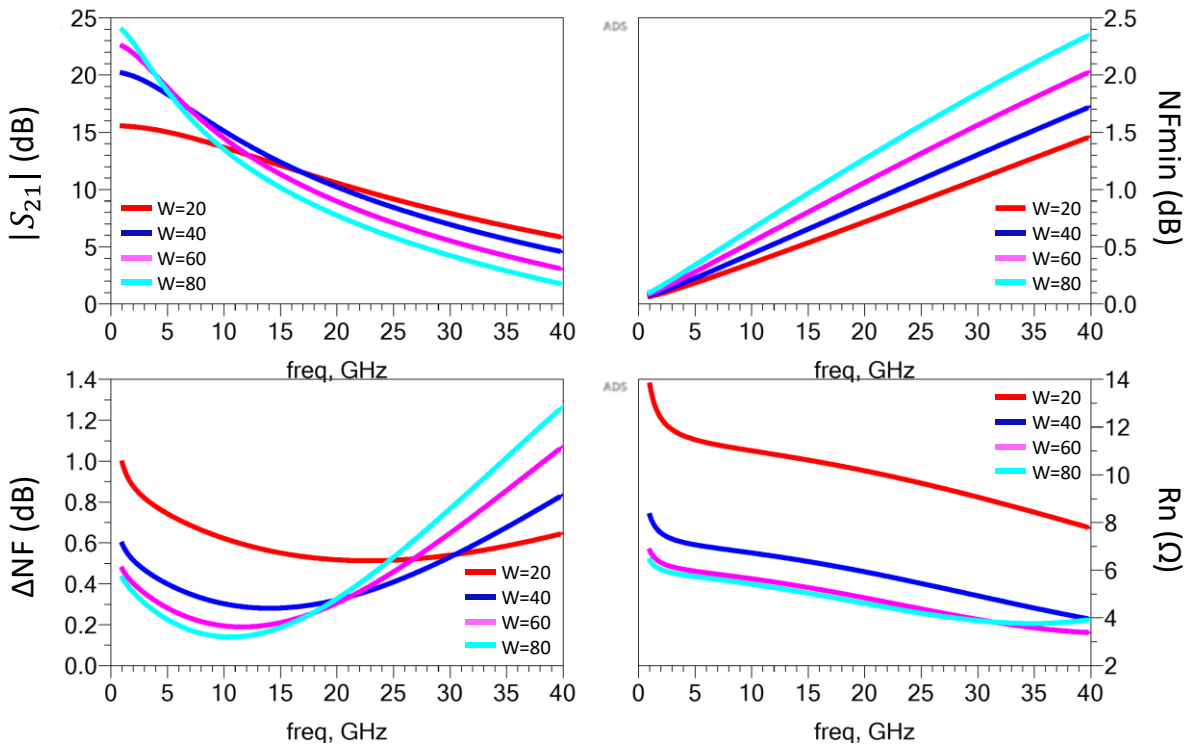 |S21| (dB)
25
20
15
10
5
0
W=20
W=40
W=60
W=80
0 5 10 15 20 25 30 35 40
freq, GHz
ADS
2.5
2.0
1.5
1.0
0.5
0.0
NFmin (dB)
W=20
W=40
W=60
W=80
0 5 10 15 20 25 30 35 40
freq, GHz
ΔNF (dB)
1.4
1.2
1.0
0.8
0.6
0.4
0.2
0.0
W=20
W=40
W=60
W=80
0 5 10 15 20 25 30 35 40
freq, GHz
ADS
14
12
10
8
6
4
2
Rn (Ω)
W=20
W=40
W=60
W=80
0 5 10 15 20 25 30 35 40
freq, GHz